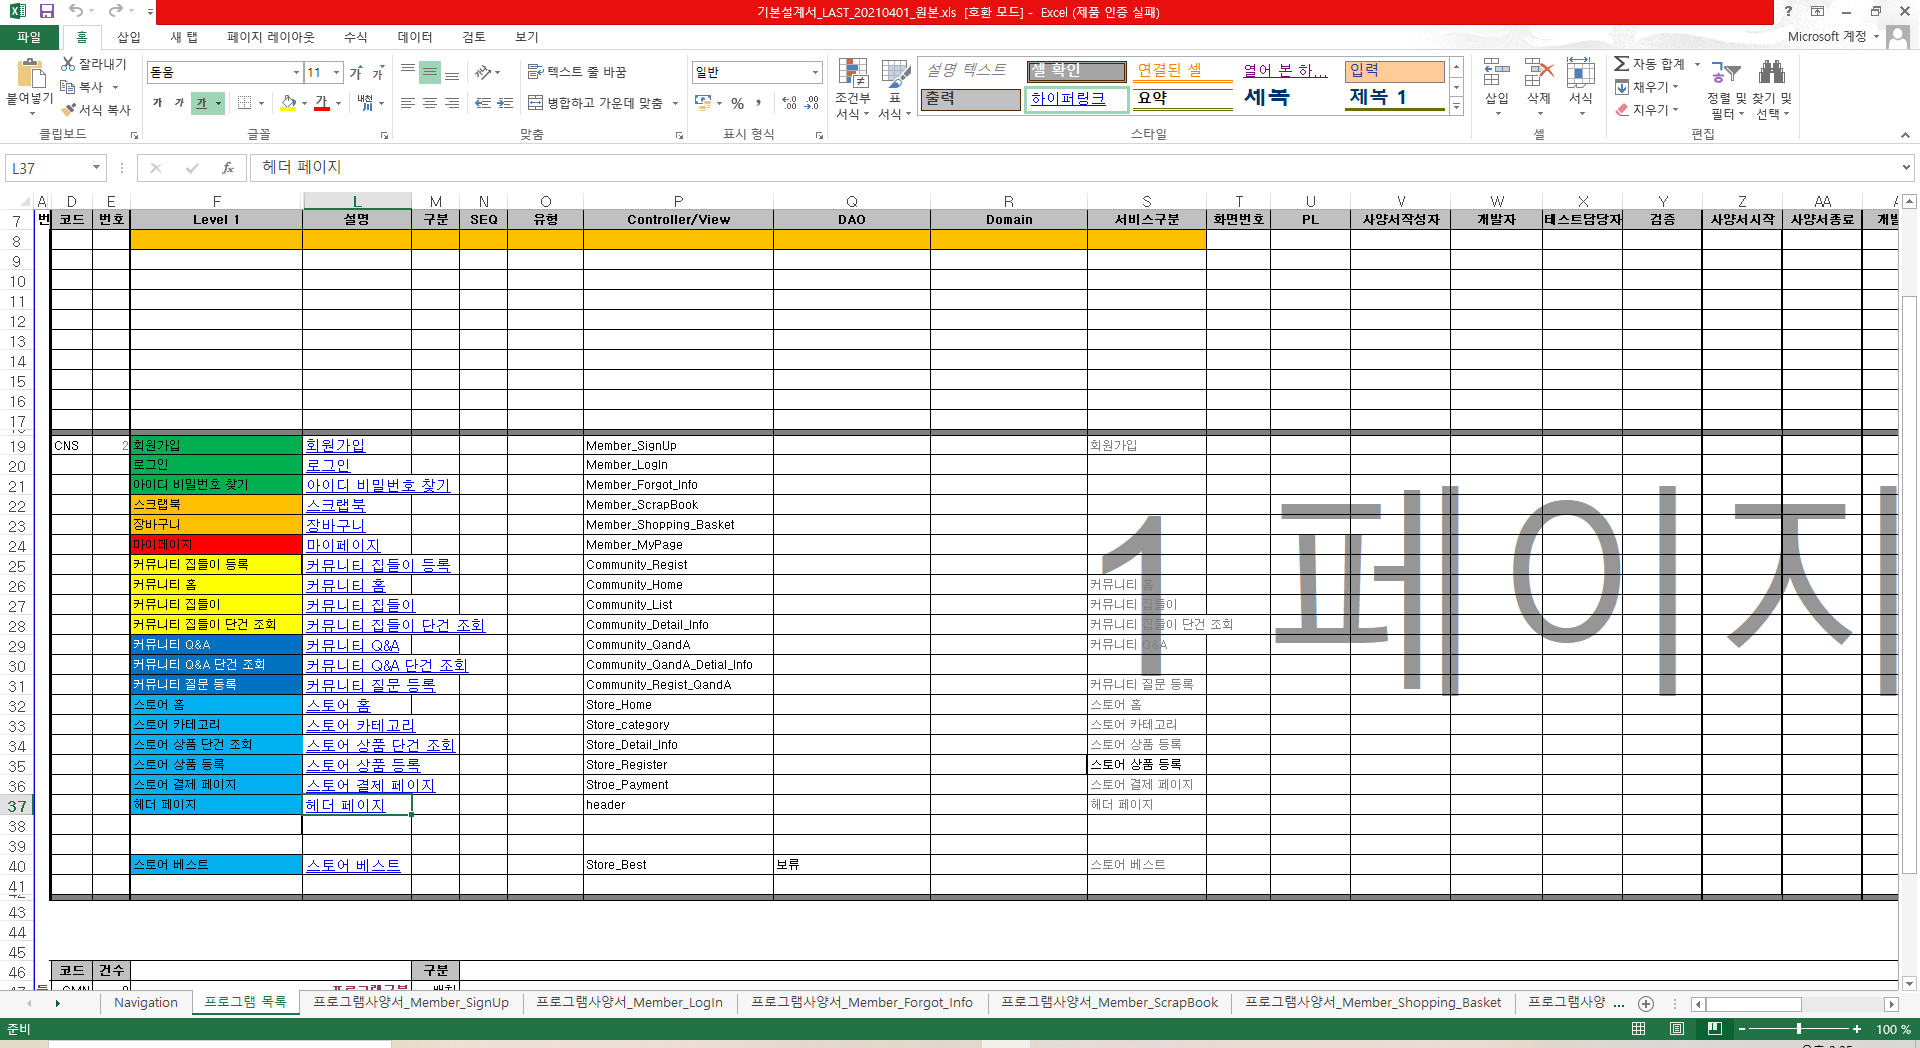 기본설계서_LAST_20210401_원본.xls [호환 모드] - Excel (제품 인증 실패)
파일 홈 삽입 새 탭 페이지 레이아웃 수식 데이터 검토 보기 Microsoft 계정
붙여넣기 잘라내기 복사 서식 복사 클립보드
돋움 11 가 가 가 가 가 내천 글꼴
텍스트 줄 바꿈 병합하고 가운데 맞춤 맞춤
일반 표시 형식
조건부 서식 표 서식
설명 텍스트 셀 확인 연결된 셀 열어 본 하... 입력
출력 하이퍼링크 요약 제목 1
스타일
삽입 삭제 서식 셀
자동 합계 채우기 지우기 정렬 및 필터 찾기 및 선택 편집
L37 fx 헤더 페이지
A D E F L M N O P Q R S T U V W X Y Z AA
7 번 코드 번호 Level 1 설명 구분 SEQ 유형 Controller/View DAO Domain 서비스구분 화면번호 PL 사양서작성자 개발자 테스트담당자 검증 사양서시작 사양서종료
8
9
10
11
12
13
14
15
16
17
19 CNS 2 회원가입 회원가입 Member_SignUp 회원가입
20 로그인 로그인 Member_LogIn
21 아이디 비밀번호 찾기 아이디 비밀번호 찾기 Member_Forgot_Info
22 스크랩북 스크랩북 Member_ScrapBook
23 장바구니 장바구니 Member_Shopping_Basket
24 마이페이지 마이페이지 Member_MyPage
25 커뮤니티 집들이 등록 커뮤니티 집들이 등록 Community_Regist
26 커뮤니티 홈 커뮤니티 홈 Community_Home 커뮤니티 홈
27 커뮤니티 집들이 커뮤니티 집들이 Community_List 커뮤니티 집들이
28 커뮤니티 집들이 단건 조회 커뮤니티 집들이 단건 조회 Community_Detail_Info 커뮤니티 집들이 단건 조회
29 커뮤니티 Q&A 커뮤니티 Q&A Community_QandA 커뮤니티 Q&A
30 커뮤니티 Q&A 단건 조회 커뮤니티 Q&A 단건 조회 Community_QandA_Detial_Info
31 커뮤니티 질문 등록 커뮤니티 질문 등록 Community_Regist_QandA 커뮤니티 질문 등록
32 스토어 홈 스토어 홈 Store_Home 스토어 홈
33 스토어 카테고리 스토어 카테고리 Store_category 스토어 카테고리
34 스토어 상품 단건 조회 스토어 상품 단건 조회 Store_Detail_Info 스토어 상품 등록
35 스토어 상품 등록 스토어 상품 등록 Store_Register 스토어 상품 등록
36 스토어 결제 페이지 스토어 결제 페이지 Stroe_Payment 스토어 결제 페이지
37 헤더 페이지 헤더 페이지 header 헤더 페이지
38
39
40 스토어 베스트 스토어 베스트 Store_Best 보류 스토어 베스트
41
43
44
45
46 코드 건수 구분
1 페이지
Navigation 프로그램 목록 프로그램사양서_Member_SignUp 프로그램사양서_Member_LogIn 프로그램사양서_Member_Forgot_Info 프로그램사양서_Member_ScrapBook 프로그램사양서_Member_Shopping_Basket 프로그램사양 ...
준비 100 %